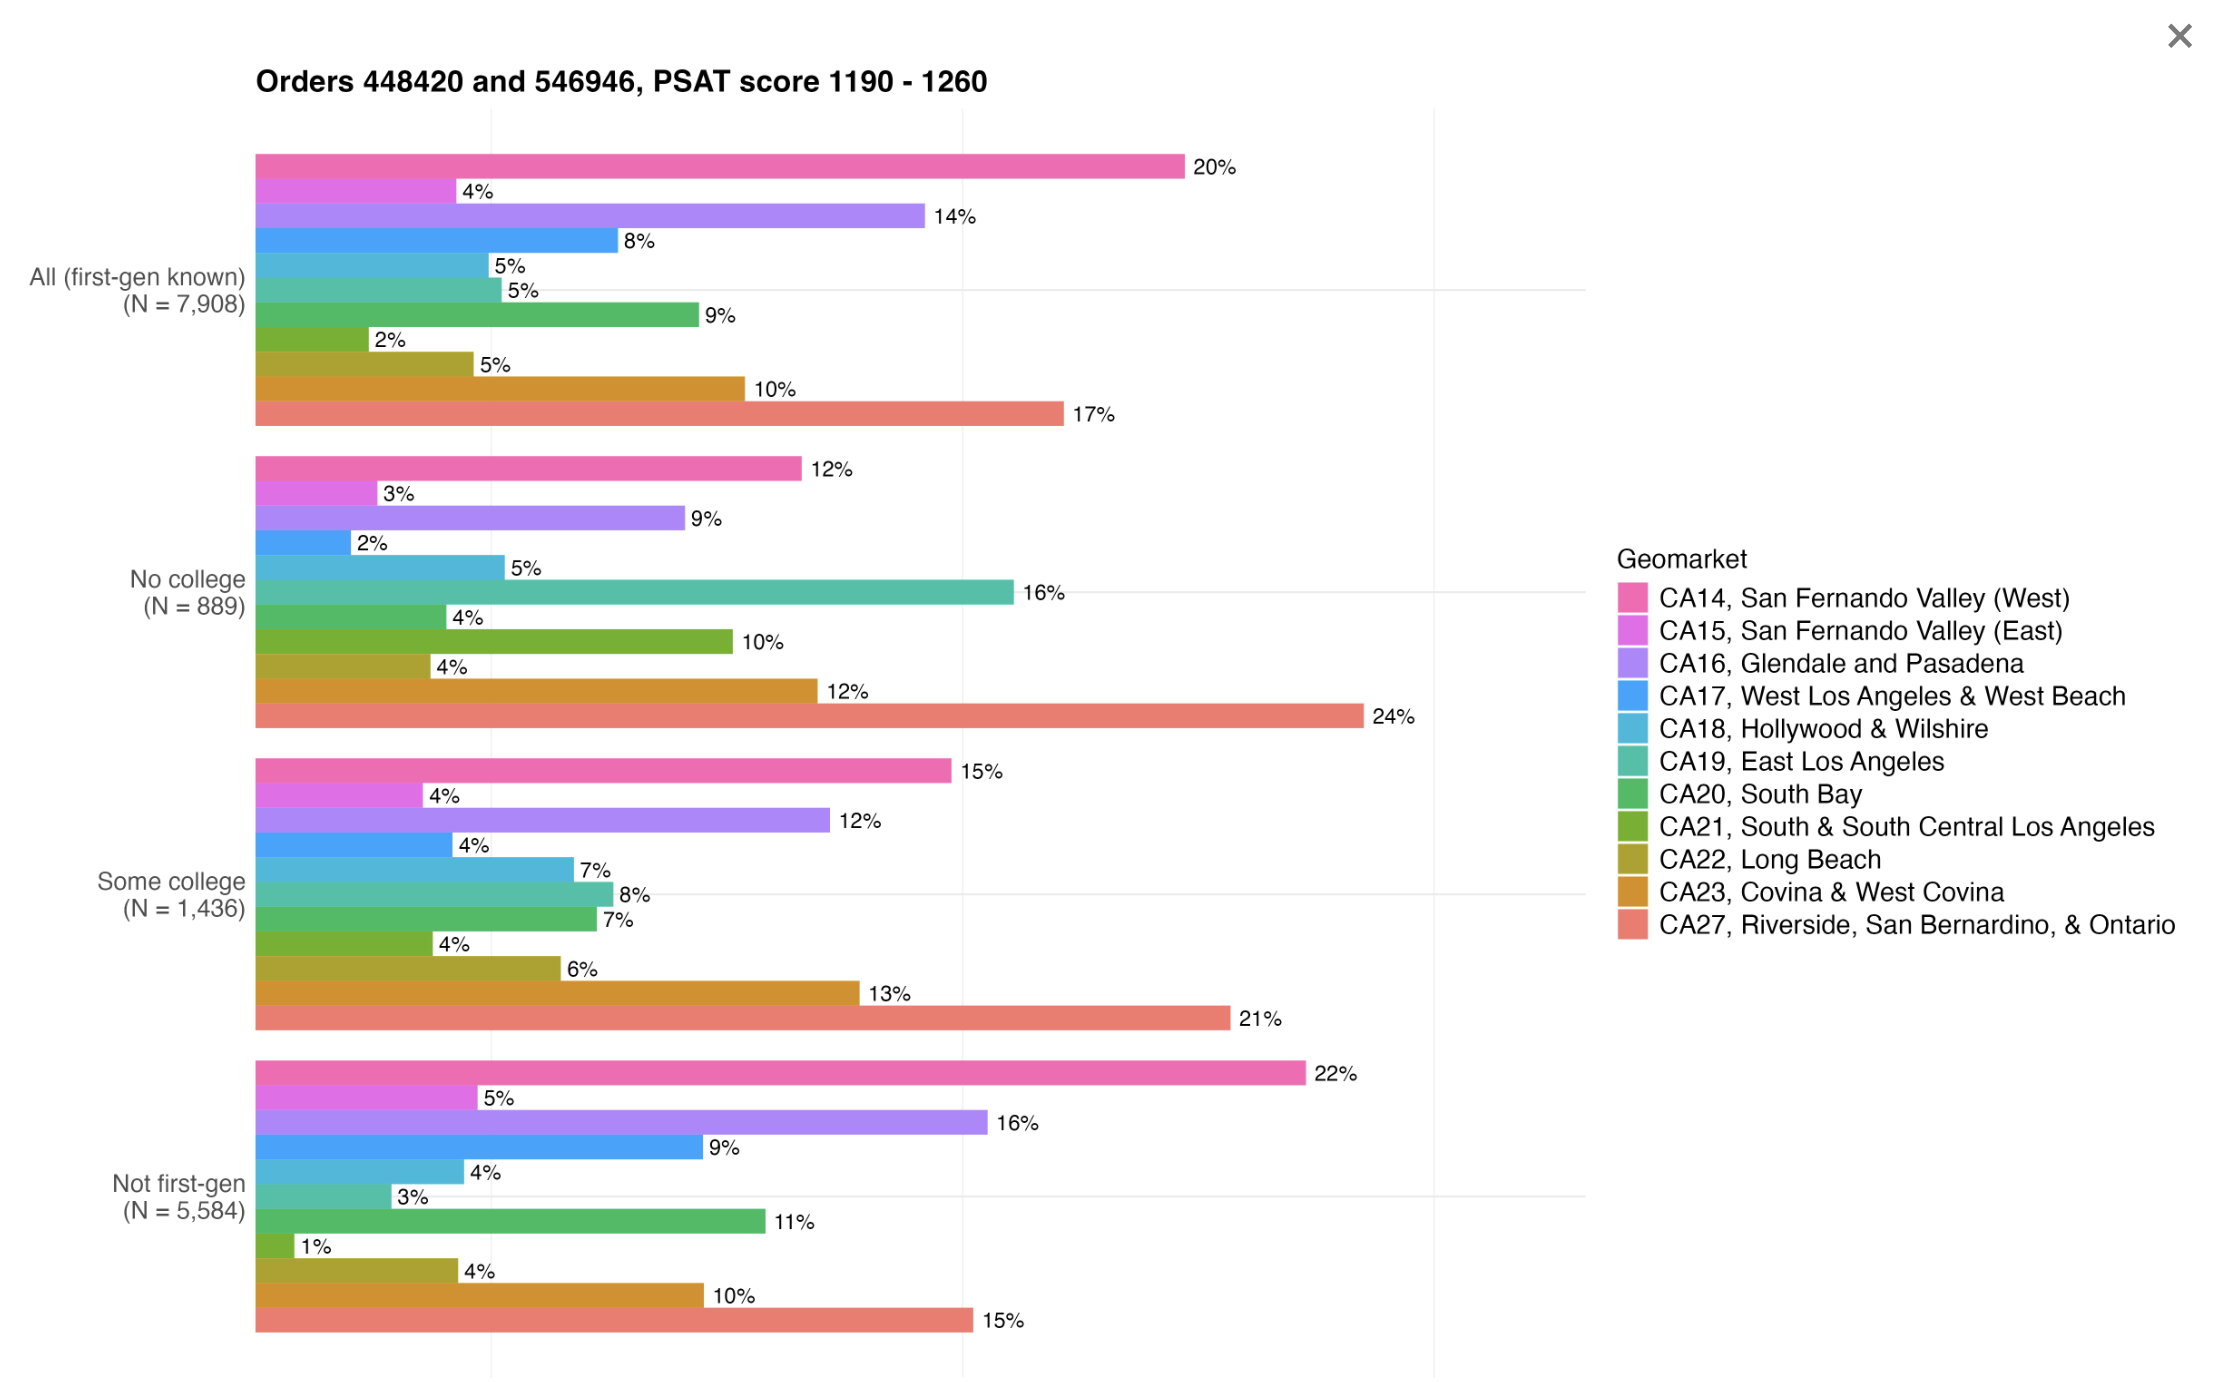 Orders 448420 and 546946, PSAT score 1190 - 1260
All (first-gen known)
(N = 7,908)
20%
4%
14%
8%
5%
5%
9%
2%
5%
10%
17%
No college
(N = 889)
12%
3%
9%
2%
5%
16%
4%
10%
4%
12%
24%
Some college
(N = 1,436)
15%
4%
12%
4%
7%
8%
7%
4%
6%
13%
21%
Not first-gen
(N = 5,584)
22%
5%
16%
9%
4%
3%
11%
1%
4%
10%
15%
Geomarket
CA14, San Fernando Valley (West)
CA15, San Fernando Valley (East)
CA16, Glendale and Pasadena
CA17, West Los Angeles & West Beach
CA18, Hollywood & Wilshire
CA19, East Los Angeles
CA20, South Bay
CA21, South & South Central Los Angeles
CA22, Long Beach
CA23, Covina & West Covina
CA27, Riverside, San Bernardino, & Ontario